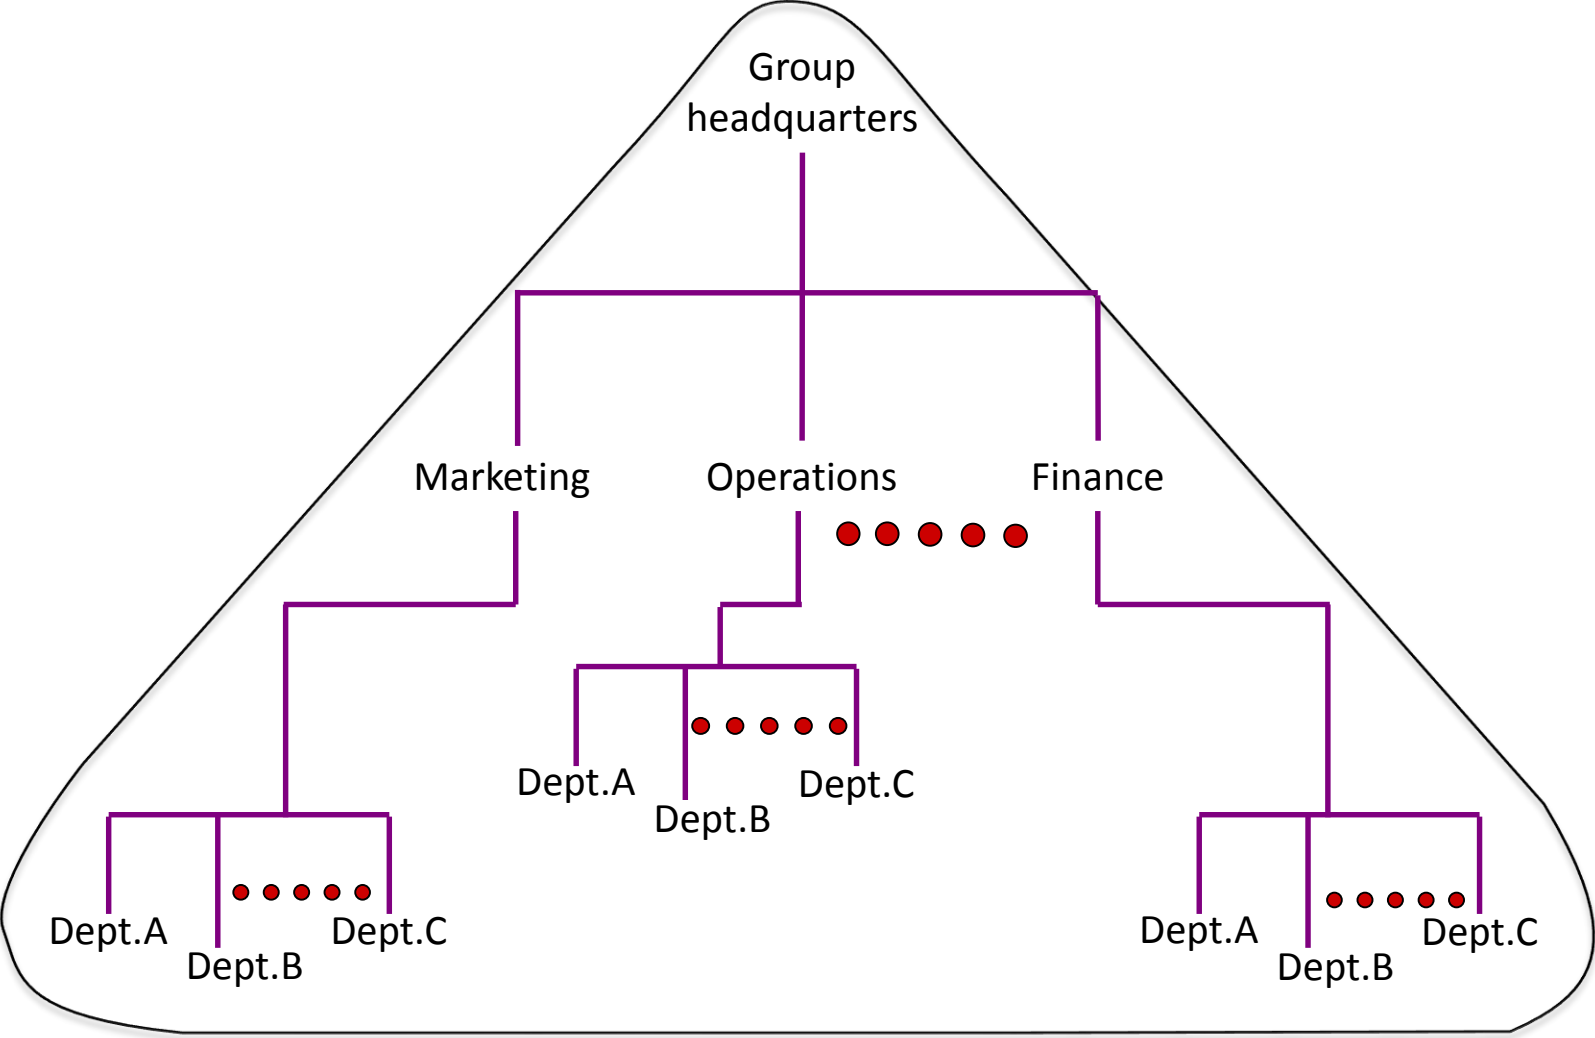 Group
headquarters
Marketing
Operations
Finance
Dept.A
Dept.B
Dept.C
Dept.A
Dept.B
Dept.C
Dept.A
Dept.B
Dept.C